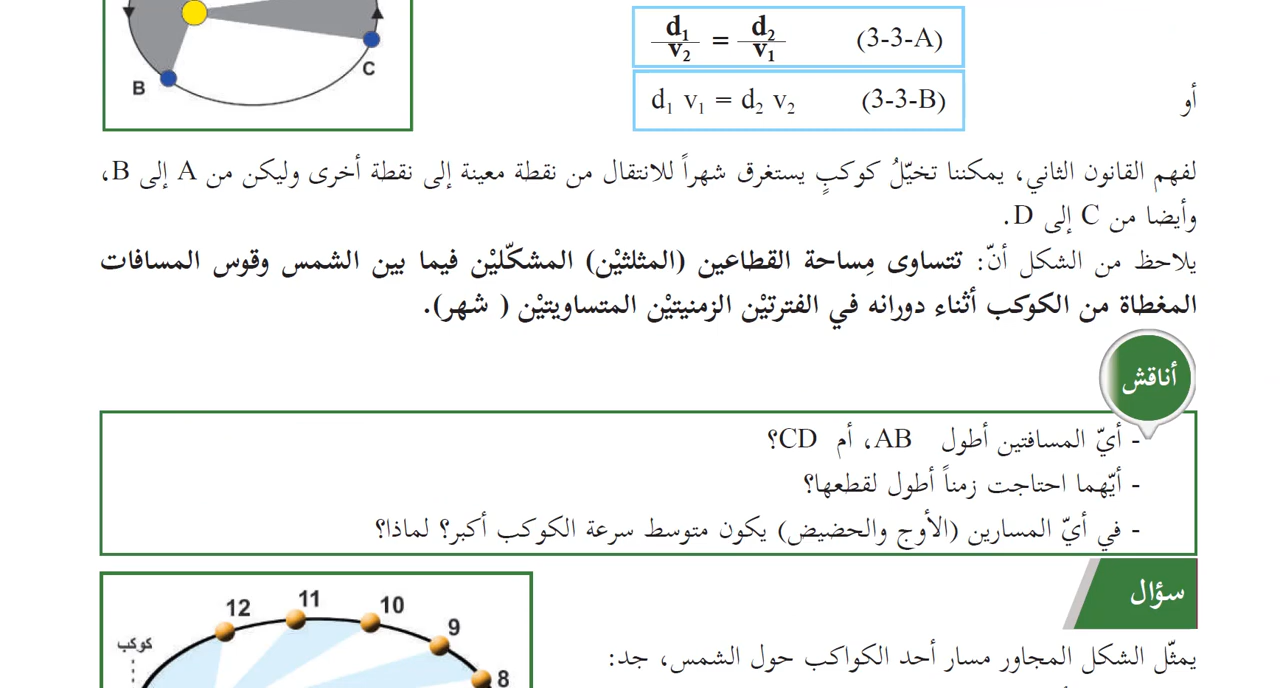 B
C
d₁/v₂ = d₂/v₁ (3-3-A)
أو d₁ v₁ = d₂ v₂ (3-3-B)
لفهم القانون الثاني، يمكننا تخيّلُ كوكبٍ يستغرق شهراً للانتقال من نقطة معينة إلى نقطة أخرى وليكن من A إلى B،
وأيضا من C إلى D.
يلاحظ من الشكل أنّ: تتساوى مِساحة القطاعين (المثلثيْن) المشكّليْن فيما بين الشمس وقوس المسافات
المغطاة من الكوكب أثناء دورانه في الفترتيْن الزمنيتيْن المتساويتيْن ( شهر).
أناقش
- أيّ المسافتين أطول AB، أم CD؟
- أيّهما احتاجت زمناً أطول لقطعها؟
- في أيّ المسارين (الأوج والحضيض) يكون متوسط سرعة الكوكب أكبر؟ لماذا؟
سؤال
يمثّل الشكل المجاور مسار أحد الكواكب حول الشمس، جد:
12
11
10
9
8
كوكب